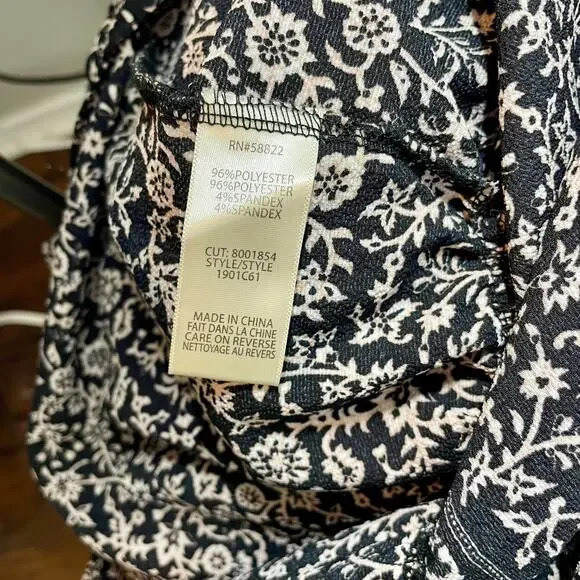 RN#58822
96%POLYESTER
96%POLYESTER
4%SPANDEX
4%SPANDEX
CUT: 8001854
STYLE/STYLE
1901C61
MADE IN CHINA
FAIT DANS LA CHINE
CARE ON REVERSE
NETTOYAGE AU REVERS